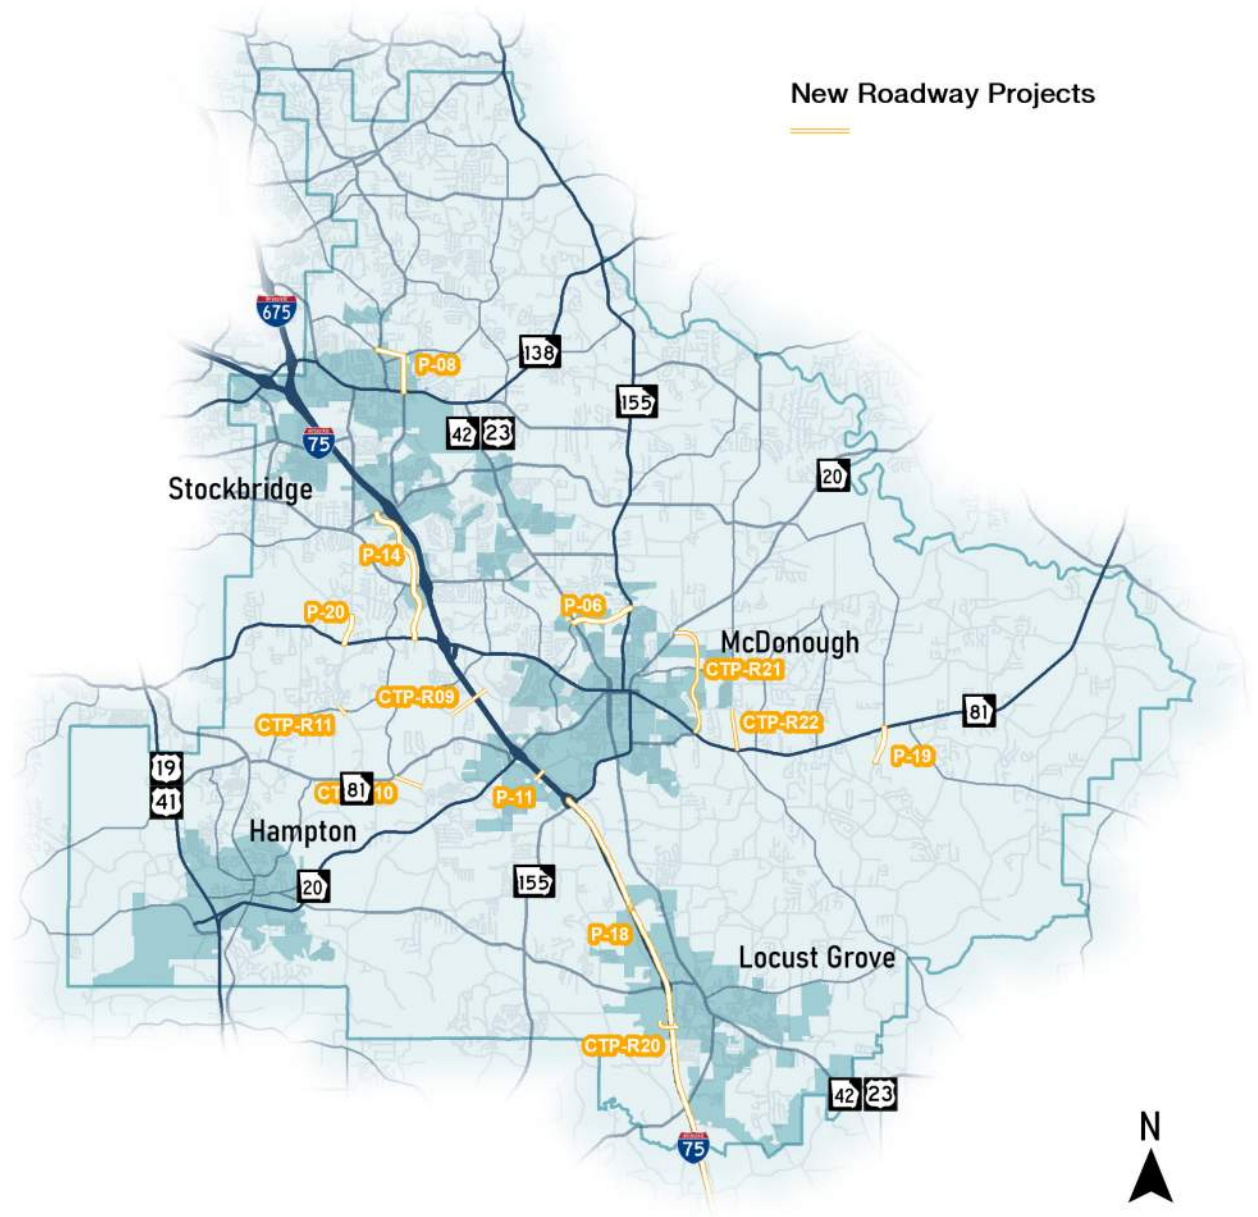 New Roadway Projects
675
138
P-08
155
42
23
75
20
Stockbridge
P-14
P-20
P-06
McDonough
CTP-R21
CTP-R09
CTP-R11
CTP-R22
81
P-19
19
41
81
10
P-11
Hampton
20
155
P-18
Locust Grove
CTP-R20
42
23
75
N